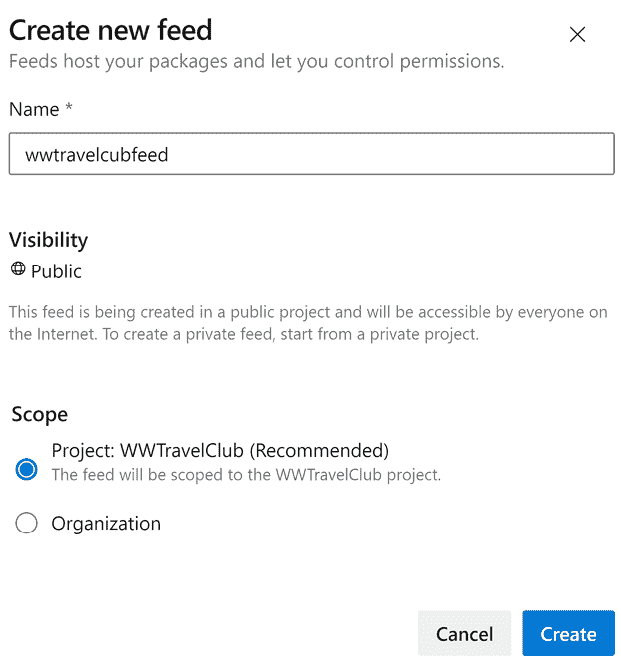 Create new feed
Feeds host your packages and let you control permissions.
Name *
wwtravelcubfeed
Visibility
Public
This feed is being created in a public project and will be accessible by everyone on
the Internet. To create a private feed, start from a private project.
Scope
Project: WWTravelClub (Recommended)
The feed will be scoped to the WWTravelClub project.
Organization
Cancel
Create